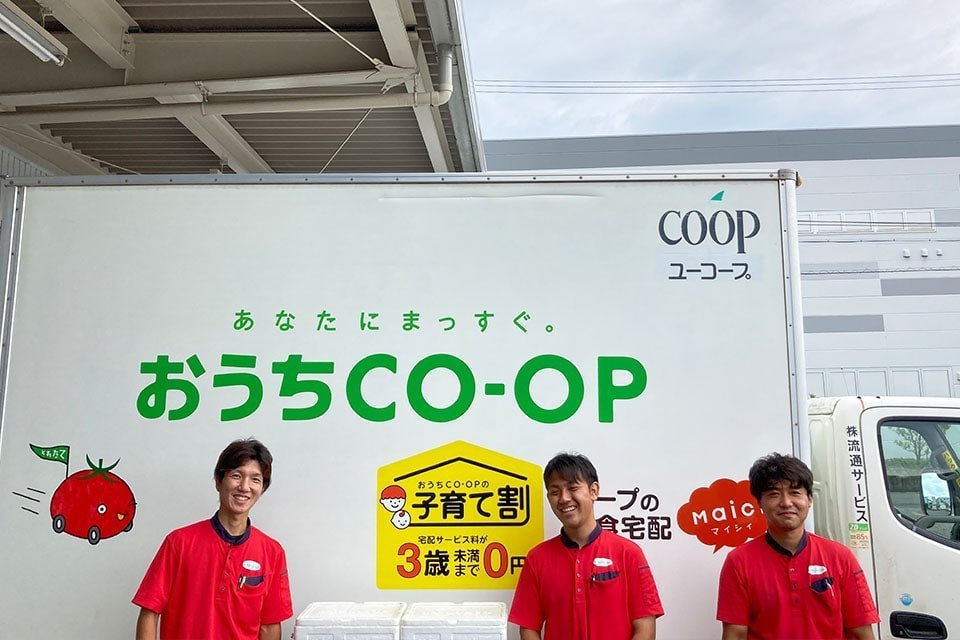 COOP
ユーコープ。
あなたにまっすぐ。
おうちCO-OP
とれたて
おうちCO・OPの
子育て割
宅配サービス料が
3歳未満まで0円
ープの
食宅配
maici
マイシィ
株流通サービス